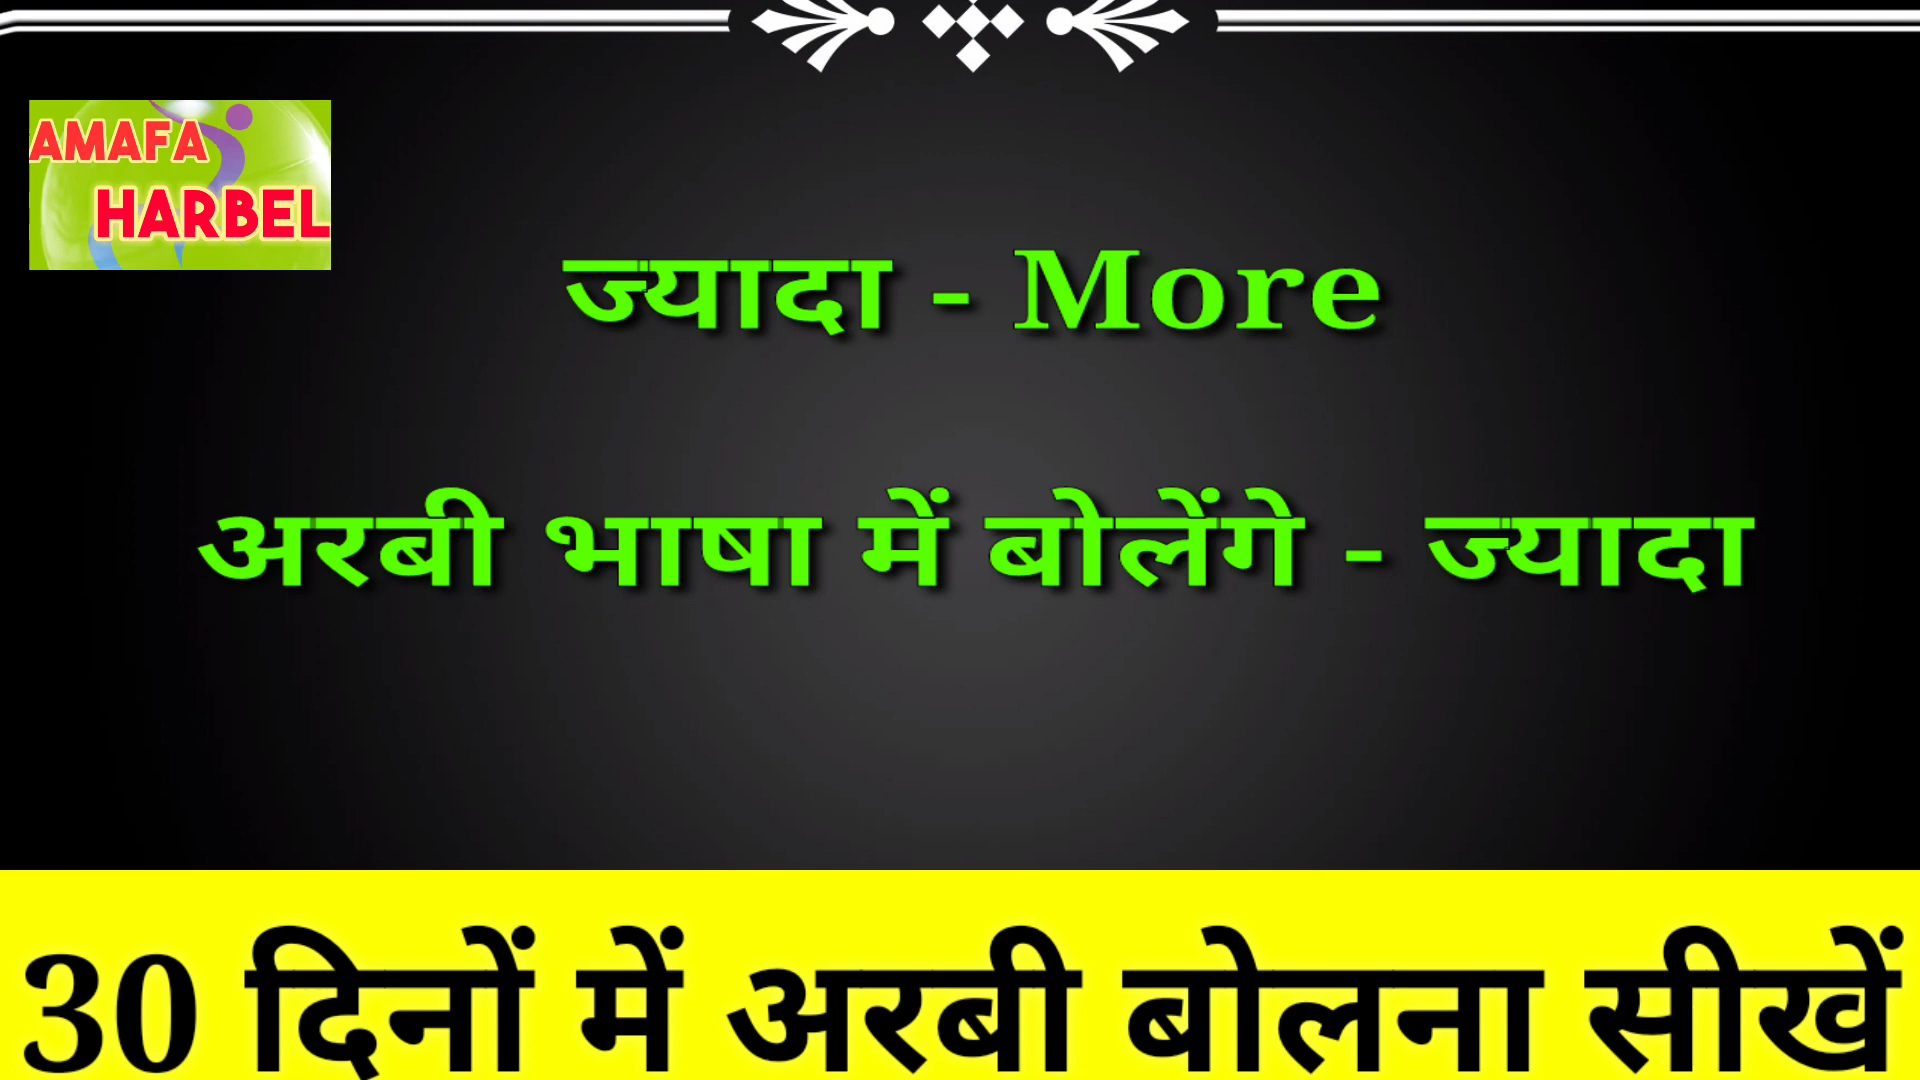 AMAFA
HARBEL
ज्यादा - More
अरबी भाषा में बोलेंगे - ज्यादा
30 दिनों में अरबी बोलना सीखें